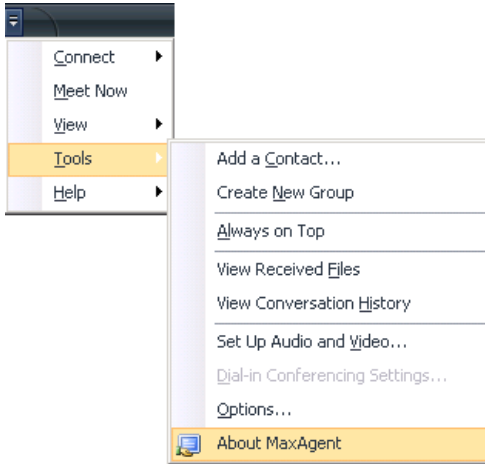 Connect
Meet Now
View
Tools
Help
Add a Contact...
Create New Group
Always on Top
View Received Files
View Conversation History
Set Up Audio and Video...
Dial-in Conferencing Settings...
Options...
About MaxAgent